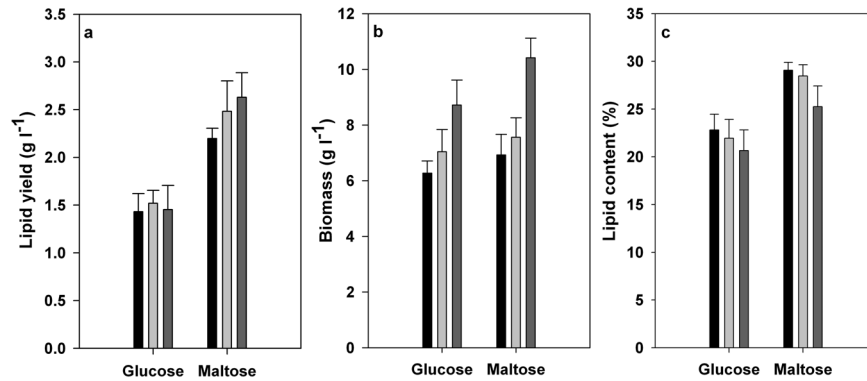 a
Lipid yield (g l-1)
3.5
3.0
2.5
2.0
1.5
1.0
0.5
0.0
Glucose Maltose
b
Biomass (g l-1)
12
10
8
6
4
2
0
Glucose Maltose
c
Lipid content (%)
35
30
25
20
15
10
5
0
Glucose Maltose